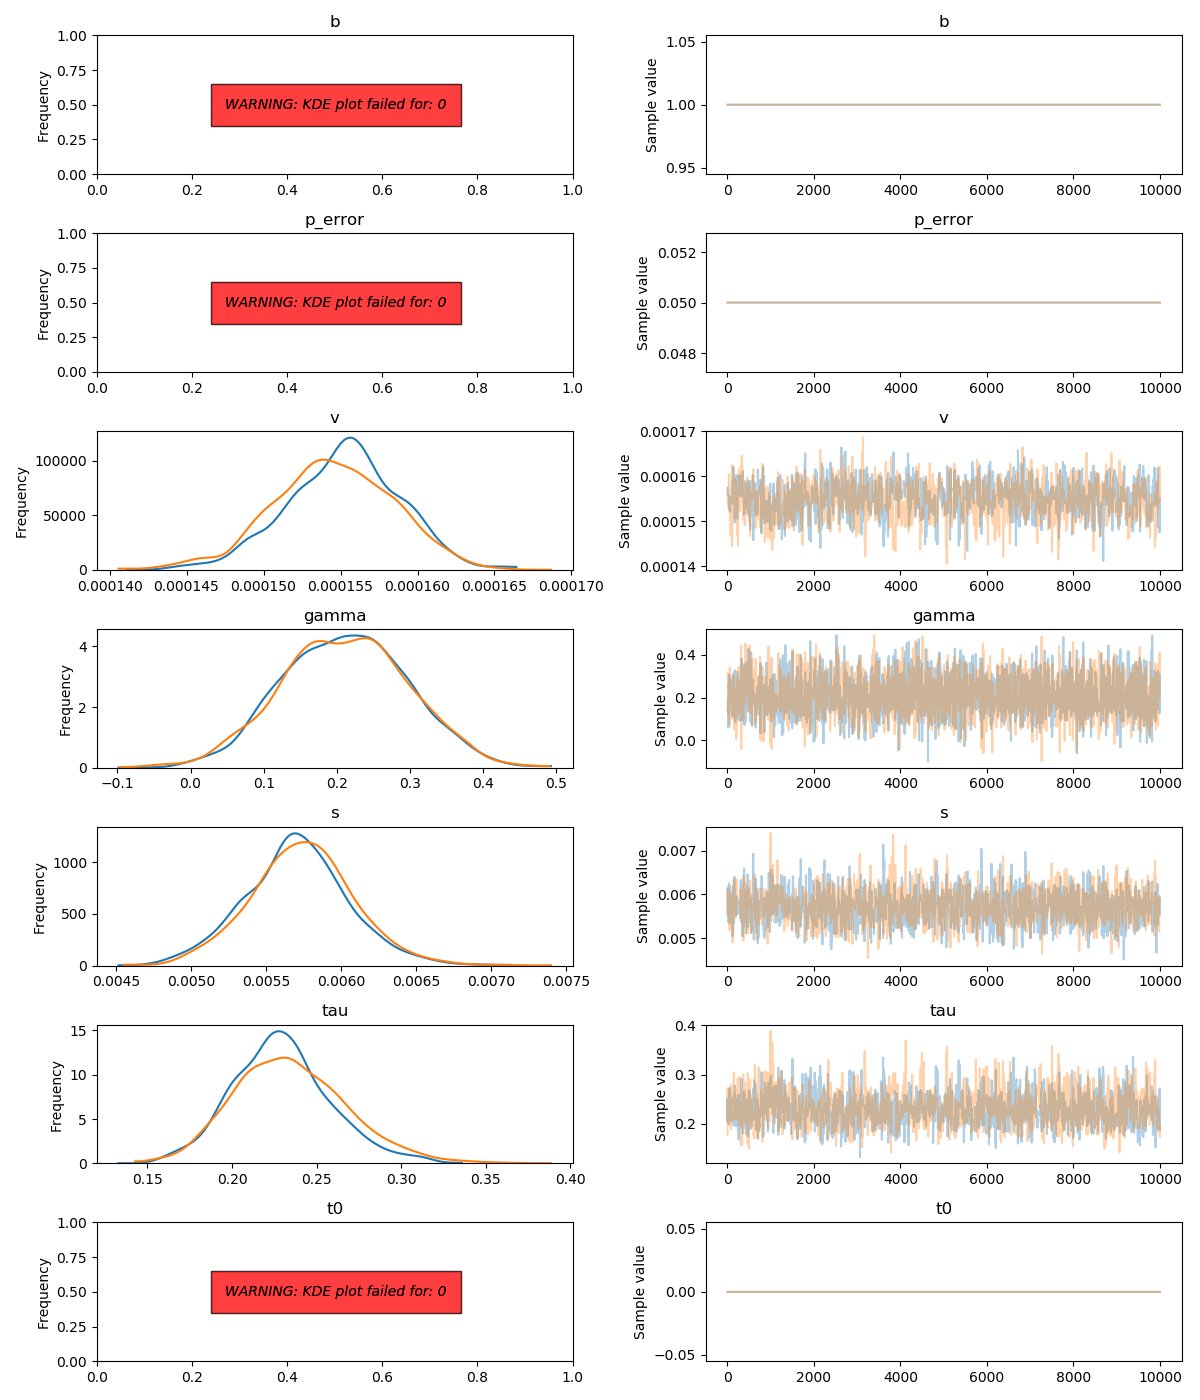 b
1.00
0.75
0.50
0.25
0.00
Frequency
WARNING: KDE plot failed for: 0
0.0 0.2 0.4 0.6 0.8 1.0
b
1.05
1.00
0.95
Sample value
0 2000 4000 6000 8000 10000
p_error
1.00
0.75
0.50
0.25
0.00
Frequency
WARNING: KDE plot failed for: 0
0.0 0.2 0.4 0.6 0.8 1.0
p_error
0.052
0.050
0.048
Sample value
0 2000 4000 6000 8000 10000
v
100000
50000
0
Frequency
0.000140 0.000145 0.000150 0.000155 0.000160 0.000165 0.000170
v
0.00017
0.00016
0.00015
0.00014
Sample value
0 2000 4000 6000 8000 10000
gamma
4
2
0
Frequency
−0.1 0.0 0.1 0.2 0.3 0.4 0.5
gamma
0.4
0.2
0.0
Sample value
0 2000 4000 6000 8000 10000
s
1000
500
0
Frequency
0.0045 0.0050 0.0055 0.0060 0.0065 0.0070 0.0075
s
0.007
0.006
0.005
Sample value
0 2000 4000 6000 8000 10000
tau
15
10
5
0
Frequency
0.15 0.20 0.25 0.30 0.35 0.40
tau
0.4
0.3
0.2
Sample value
0 2000 4000 6000 8000 10000
t0
1.00
0.75
0.50
0.25
0.00
Frequency
WARNING: KDE plot failed for: 0
0.0 0.2 0.4 0.6 0.8 1.0
t0
0.05
0.00
−0.05
Sample value
0 2000 4000 6000 8000 10000